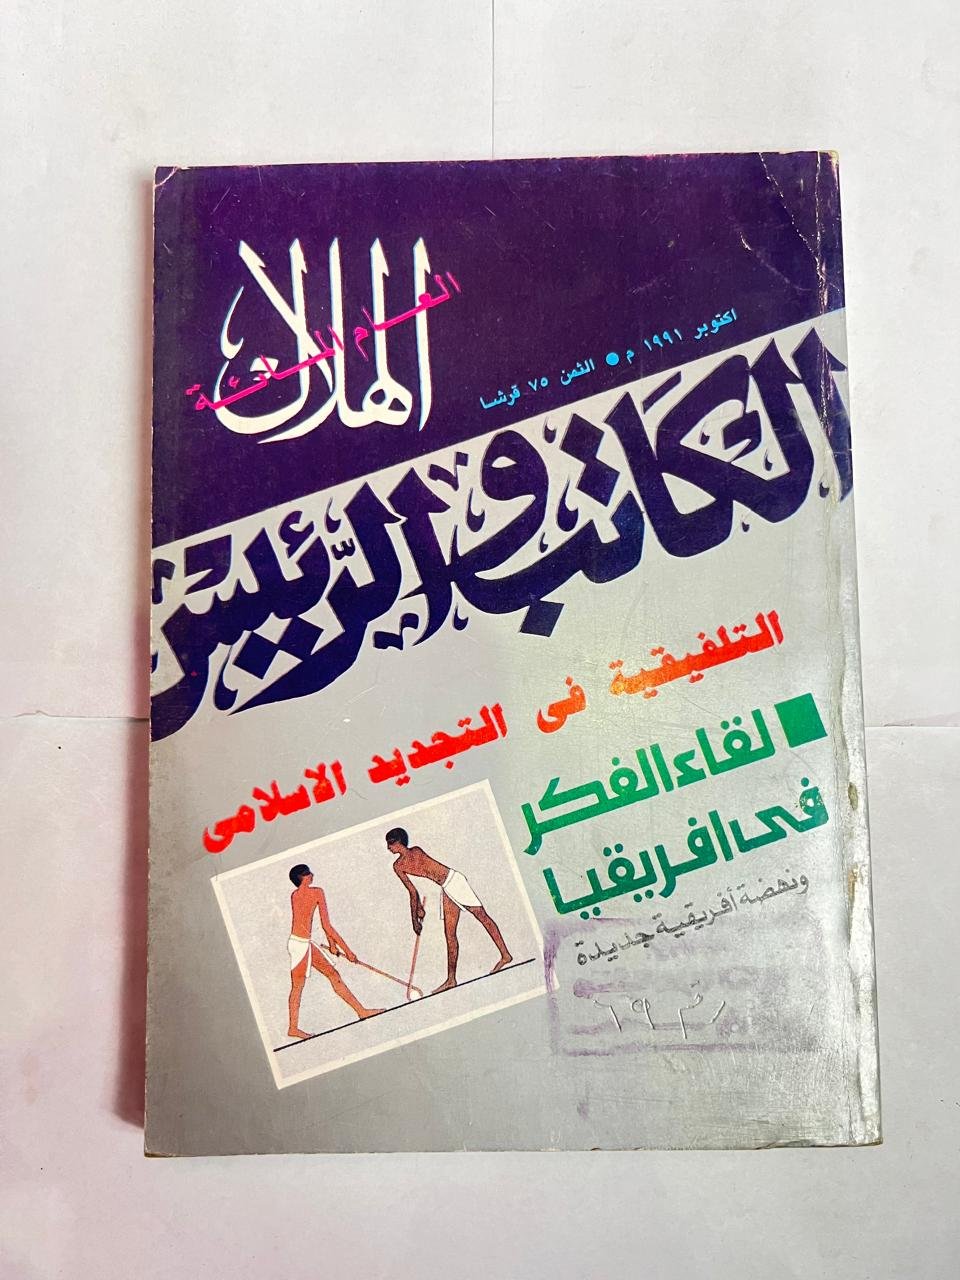 الهلال
العام المائة
اكتوبر ١٩٩١ م ● الثمن ٧٥ قرشا
الكاتب والرئيس
التلفيقية فى التجديد الاسلامى
■ لقاء الفكر
فى افريقيا
ونهضة أفريقية جديدة